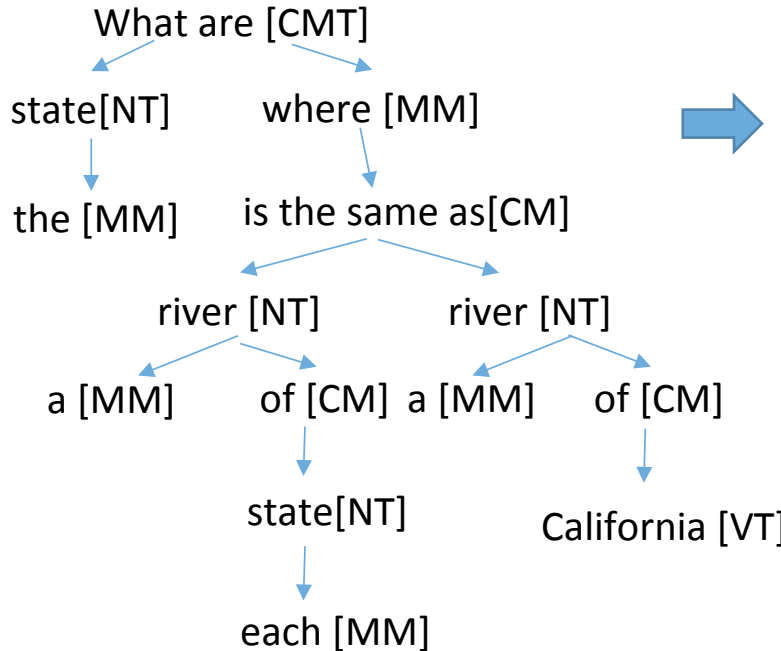 What are [CMT]
state[NT] where [MM]
the [MM] is the same as[CM]
river [NT] river [NT]
a [MM] of [CM] a [MM] of [CM]
state[NT] California [VT]
each [MM]